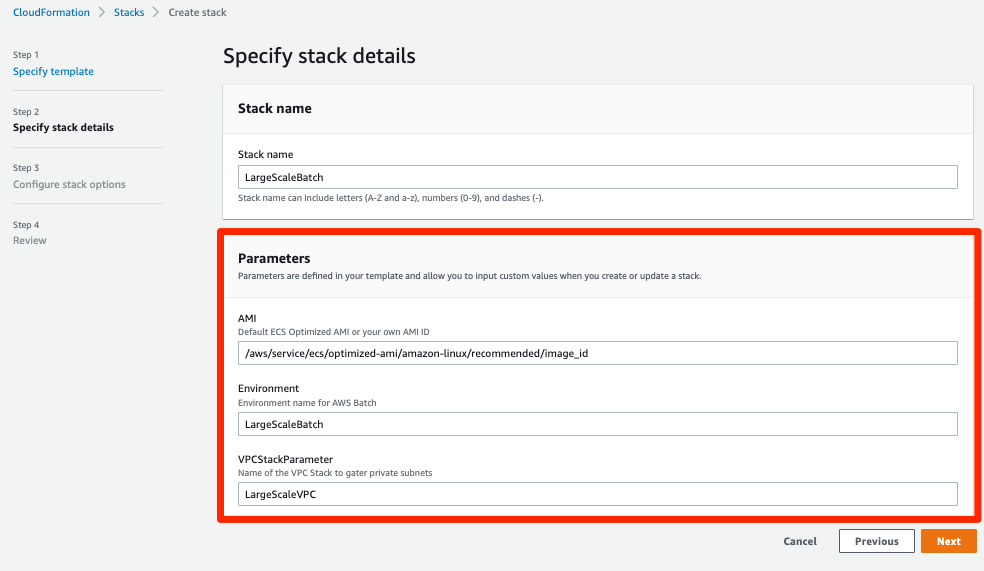 CloudFormation > Stacks > Create stack
Step 1
Specify template
Step 2
Specify stack details
Step 3
Configure stack options
Step 4
Review
Specify stack details
Stack name
Stack name
LargeScaleBatch
Stack name can include letters (A-Z and a-z), numbers (0-9), and dashes (-).
Parameters
Parameters are defined in your template and allow you to input custom values when you create or update a stack.
AMI
Default ECS Optimized AMI or your own AMI ID
/aws/service/ecs/optimized-ami/amazon-linux/recommended/image_id
Environment
Environment name for AWS Batch
LargeScaleBatch
VPCStackParameter
Name of the VPC Stack to gater private subnets
LargeScaleVPC
Cancel Previous Next